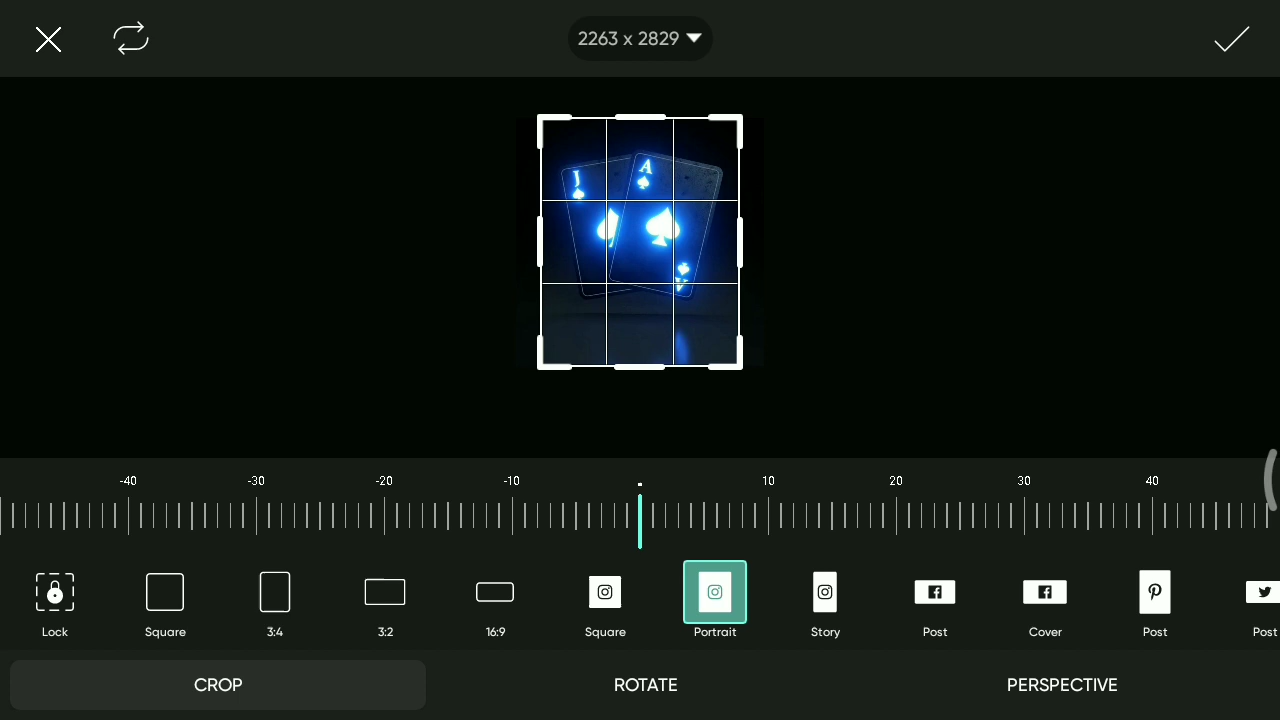 2263 x 2829
J
A
A
-40 -30 -20 -10 10 20 30 40
Lock Square 3:4 3:2 16:9 Square Portrait Story Post Cover Post Post
CROP ROTATE PERSPECTIVE